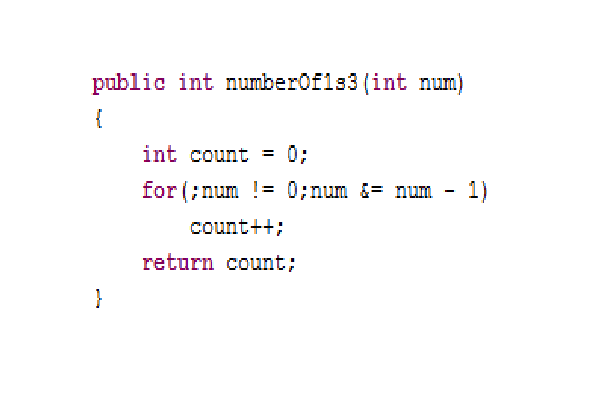 public int numberOf1s3(int num)
{
int count = 0;
for(;num != 0;num &= num - 1)
count++;
return count;
}